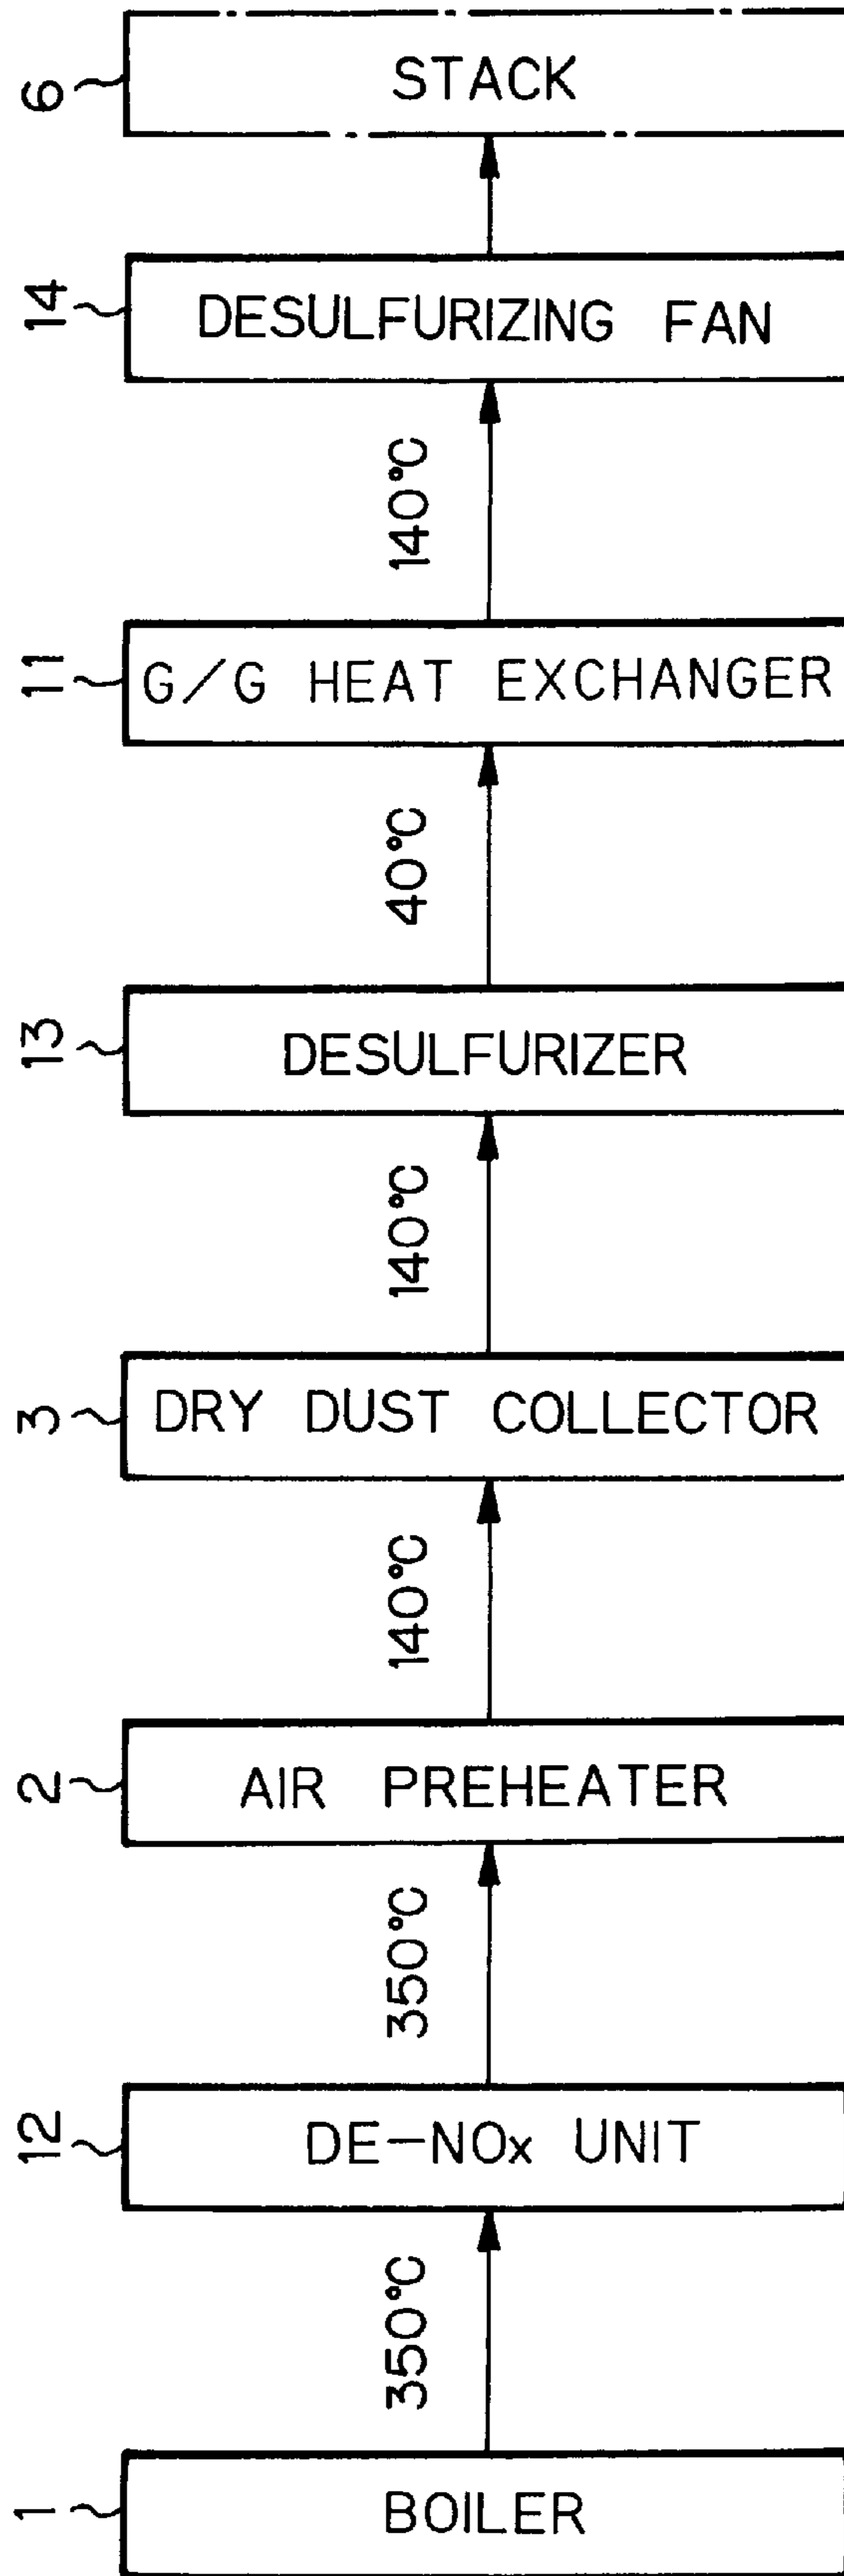 6
STACK
14
DESULFURIZING FAN
140°C
11
G/G HEAT EXCHANGER
40°C
13
DESULFURIZER
140°C
3
DRY DUST COLLECTOR
140°C
2
AIR PREHEATER
350°C
12
DE-NOx UNIT
350°C
1
BOILER